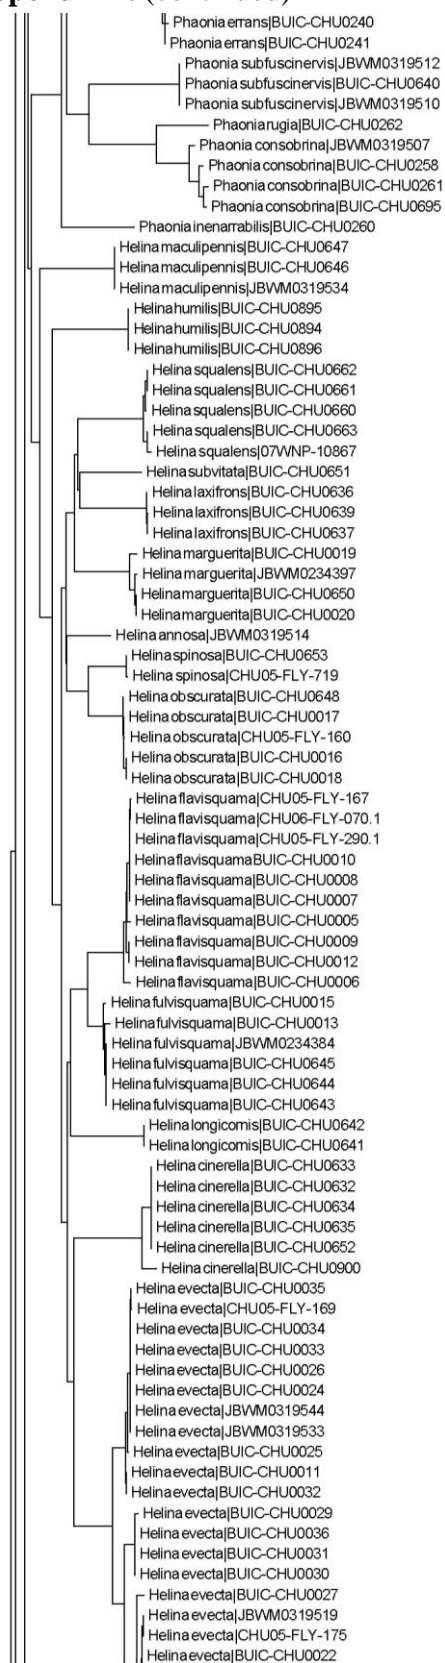 (continued)
Phaonia errans|BUIC-CHU0240
Phaonia errans|BUIC-CHU0241
Phaonia subfuscinervis|JBWM0319512
Phaonia subfuscinervis|BUIC-CHU0640
Phaonia subfuscinervis|JBWM0319510
Phaonia rugia|BUIC-CHU0262
Phaonia consobrina|JBWM0319507
Phaonia consobrina|BUIC-CHU0258
Phaonia consobrina|BUIC-CHU0261
Phaonia consobrina|BUIC-CHU0695
Phaonia inenarrabilis|BUIC-CHU0260
Helina maculipennis|BUIC-CHU0647
Helina maculipennis|BUIC-CHU0646
Helina maculipennis|JBWM0319534
Helina humilis|BUIC-CHU0895
Helina humilis|BUIC-CHU0894
Helina humilis|BUIC-CHU0896
Helina squalens|BUIC-CHU0662
Helina squalens|BUIC-CHU0661
Helina squalens|BUIC-CHU0660
Helina squalens|BUIC-CHU0663
Helina squalens|07WNP-10867
Helina subvitata|BUIC-CHU0651
Helina laxifrons|BUIC-CHU0636
Helina laxifrons|BUIC-CHU0639
Helina laxifrons|BUIC-CHU0637
Helina marguerita|BUIC-CHU0019
Helina marguerita|JBWM0234397
Helina marguerita|BUIC-CHU0650
Helina marguerita|BUIC-CHU0020
Helina annosa|JBWM0319514
Helina spinosa|BUIC-CHU0653
Helina spinosa|CHU05-FLY-719
Helina obscurata|BUIC-CHU0648
Helina obscurata|BUIC-CHU0017
Helina obscurata|CHU05-FLY-160
Helina obscurata|BUIC-CHU0016
Helina obscurata|BUIC-CHU0018
Helina flavisquama|CHU05-FLY-167
Helina flavisquama|CHU06-FLY-070.1
Helina flavisquama|CHU05-FLY-290.1
Helina flavisquamaBUIC-CHU0010
Helina flavisquama|BUIC-CHU0008
Helina flavisquama|BUIC-CHU0007
Helina flavisquama|BUIC-CHU0005
Helina flavisquama|BUIC-CHU0009
Helina flavisquama|BUIC-CHU0012
Helina flavisquama|BUIC-CHU0006
Helina fulvisquama|BUIC-CHU0015
Helina fulvisquama|BUIC-CHU0013
Helina fulvisquama|JBWM0234384
Helina fulvisquama|BUIC-CHU0645
Helina fulvisquama|BUIC-CHU0644
Helina fulvisquama|BUIC-CHU0643
Helina longicornis|BUIC-CHU0642
Helina longicornis|BUIC-CHU0641
Helina cinerella|BUIC-CHU0633
Helina cinerella|BUIC-CHU0632
Helina cinerella|BUIC-CHU0634
Helina cinerella|BUIC-CHU0635
Helina cinerella|BUIC-CHU0652
Helina cinerella|BUIC-CHU0900
Helina evecta|BUIC-CHU0035
Helina evecta|CHU05-FLY-169
Helina evecta|BUIC-CHU0034
Helina evecta|BUIC-CHU0033
Helina evecta|BUIC-CHU0026
Helina evecta|BUIC-CHU0024
Helina evecta|JBWM0319544
Helina evecta|JBWM0319533
Helina evecta|BUIC-CHU0025
Helina evecta|BUIC-CHU0011
Helina evecta|BUIC-CHU0032
Helina evecta|BUIC-CHU0029
Helina evecta|BUIC-CHU0036
Helina evecta|BUIC-CHU0031
Helina evecta|BUIC-CHU0030
Helina evecta|BUIC-CHU0027
Helina evecta|JBWM0319519
Helina evecta|CHU05-FLY-175
Helina evecta|BUIC-CHU0022